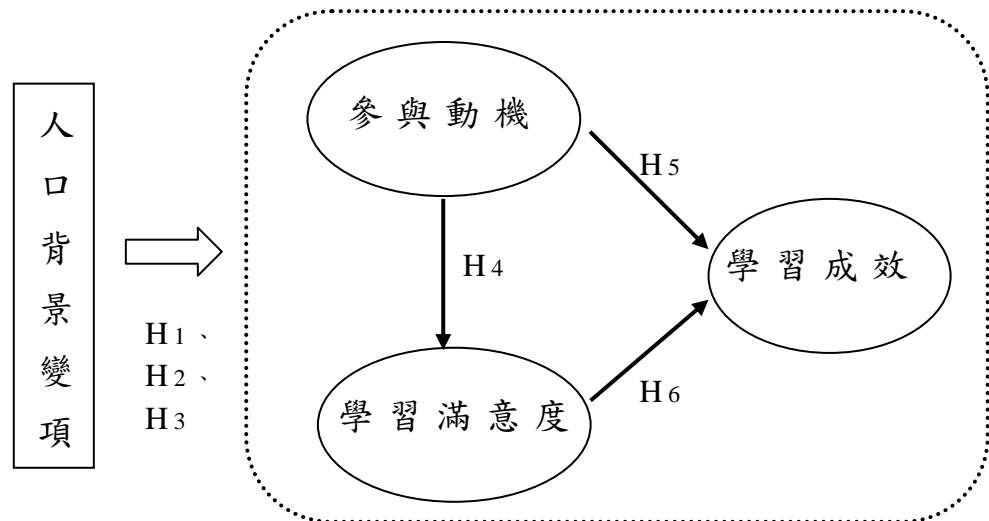 人口背景變項
H1、
H2、
H3
參與動機
H5
H4
學習成效
學習滿意度
H6